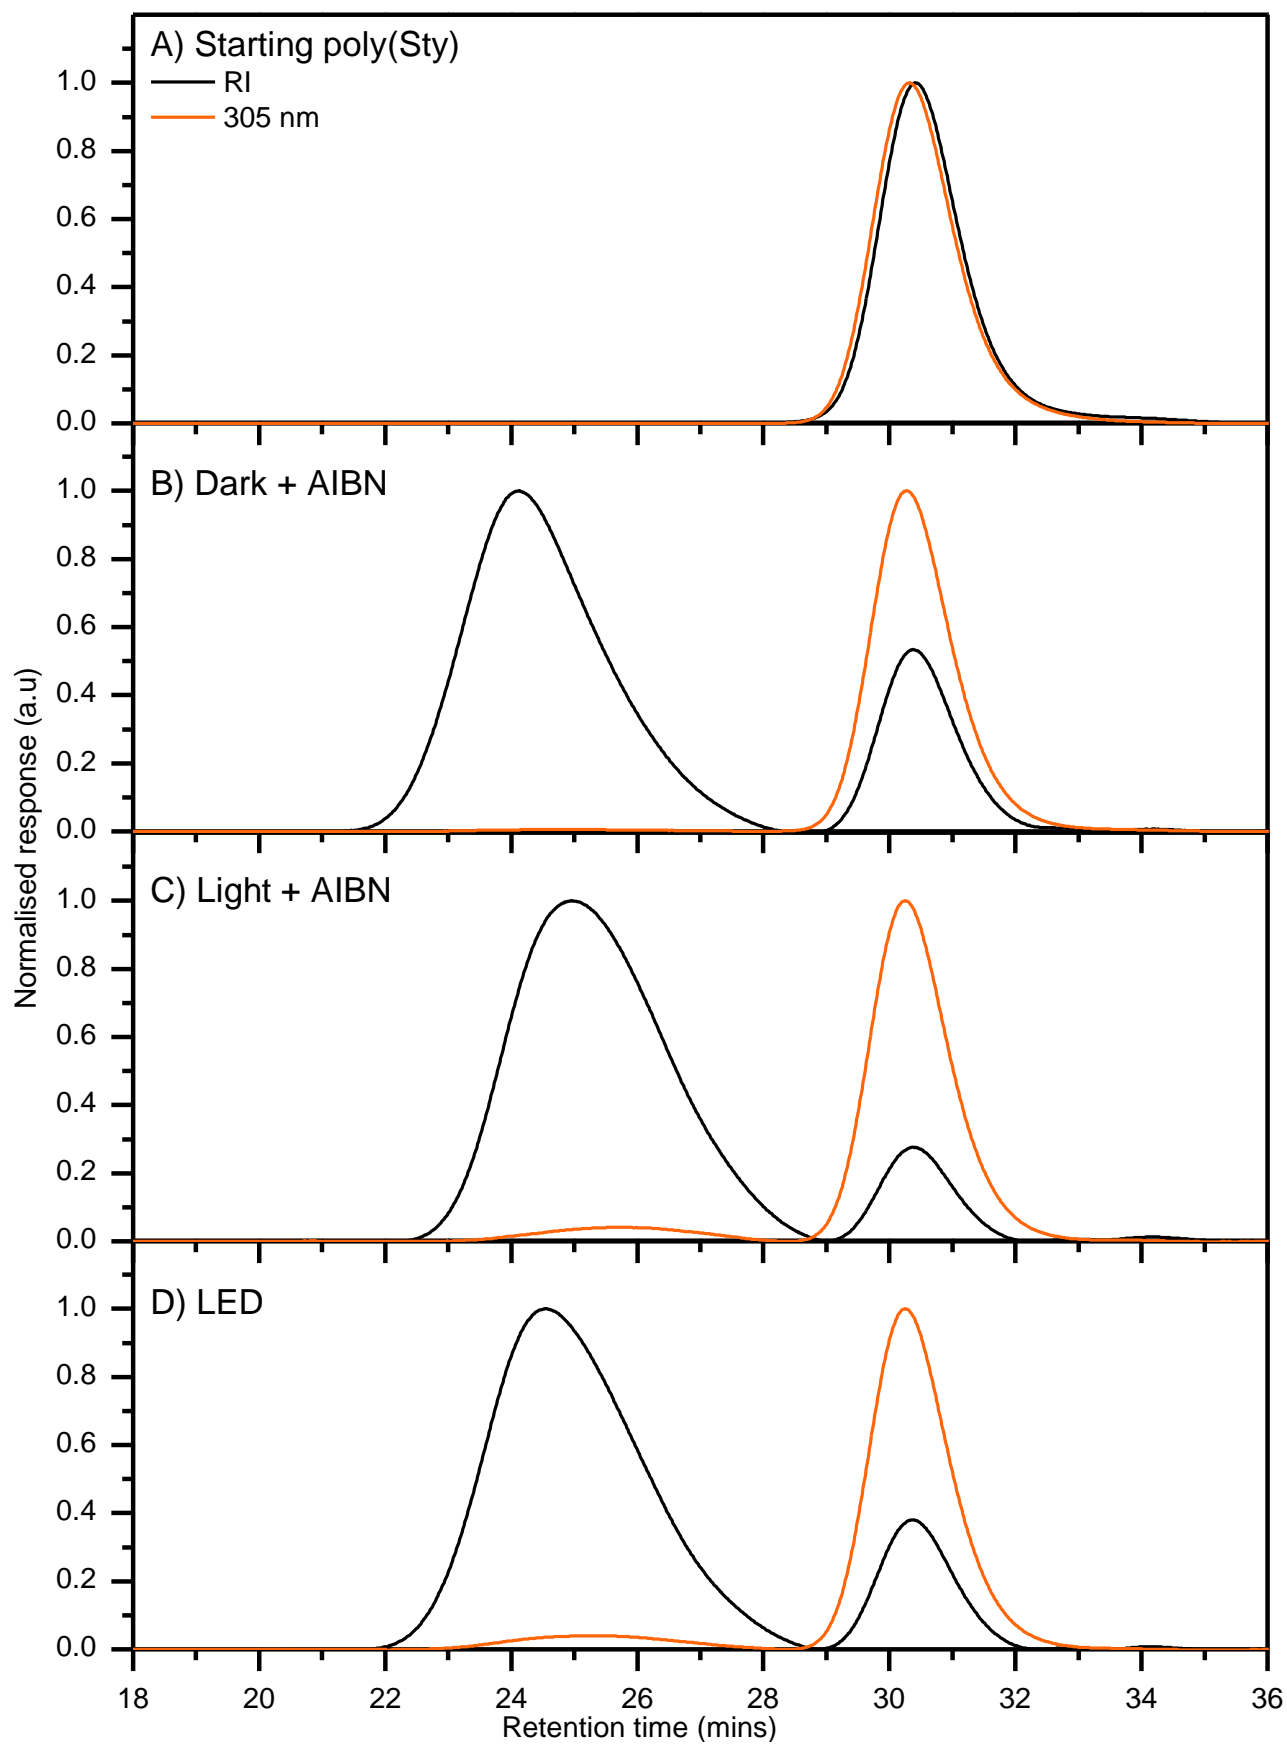 A) Starting poly(Sty)
RI
305 nm
1.0
0.8
0.6
0.4
0.2
0.0
B) Dark + AIBN
1.0
0.8
0.6
0.4
0.2
0.0
C) Light + AIBN
1.0
0.8
0.6
0.4
0.2
0.0
D) LED
1.0
0.8
0.6
0.4
0.2
0.0
Normalised response (a.u)
18 20 22 24 26 28 30 32 34 36
Retention time (mins)